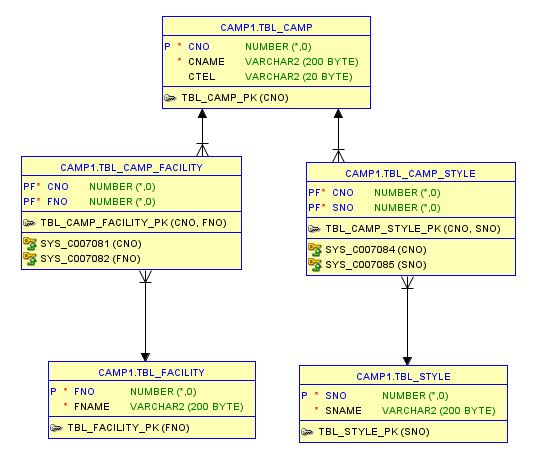 CAMP1.TBL_CAMP
P * CNO NUMBER (*,0)
* CNAME VARCHAR2 (200 BYTE)
CTEL VARCHAR2 (20 BYTE)
TBL_CAMP_PK (CNO)
CAMP1.TBL_CAMP_FACILITY
PF* CNO NUMBER (*,0)
PF* FNO NUMBER (*,0)
TBL_CAMP_FACILITY_PK (CNO, FNO)
SYS_C007081 (CNO)
SYS_C007082 (FNO)
CAMP1.TBL_CAMP_STYLE
PF* CNO NUMBER (*,0)
PF* SNO NUMBER (*,0)
TBL_CAMP_STYLE_PK (CNO, SNO)
SYS_C007084 (CNO)
SYS_C007085 (SNO)
CAMP1.TBL_FACILITY
P * FNO NUMBER (*,0)
* FNAME VARCHAR2 (200 BYTE)
TBL_FACILITY_PK (FNO)
CAMP1.TBL_STYLE
P * SNO NUMBER (*,0)
* SNAME VARCHAR2 (200 BYTE)
TBL_STYLE_PK (SNO)